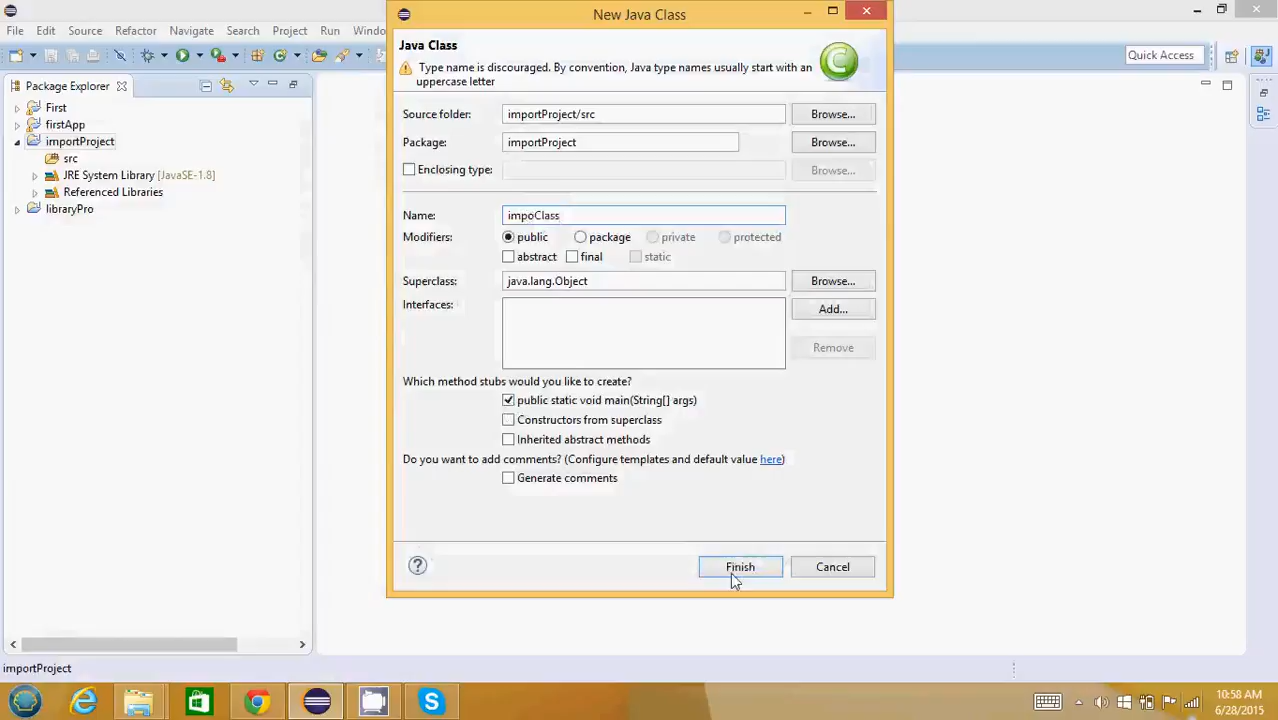 New Java Class
File Edit Source Refactor Navigate Search Project Run Windo
Quick Access
Package Explorer
First
firstApp
importProject
src
JRE System Library [JavaSE-1.8]
Referenced Libraries
libraryPro
Java Class
Type name is discouraged. By convention, Java type names usually start with an
uppercase letter
Source folder: importProject/src Browse...
Package: importProject Browse...
Enclosing type: Browse...
Name: impoClass
Modifiers: public package private protected
abstract final static
Superclass: java.lang.Object Browse...
Interfaces: Add...
Remove
Which method stubs would you like to create?
public static void main(String[] args)
Constructors from superclass
Inherited abstract methods
Do you want to add comments? (Configure templates and default value here)
Generate comments
Finish Cancel
importProject
10:58 AM
6/28/2015